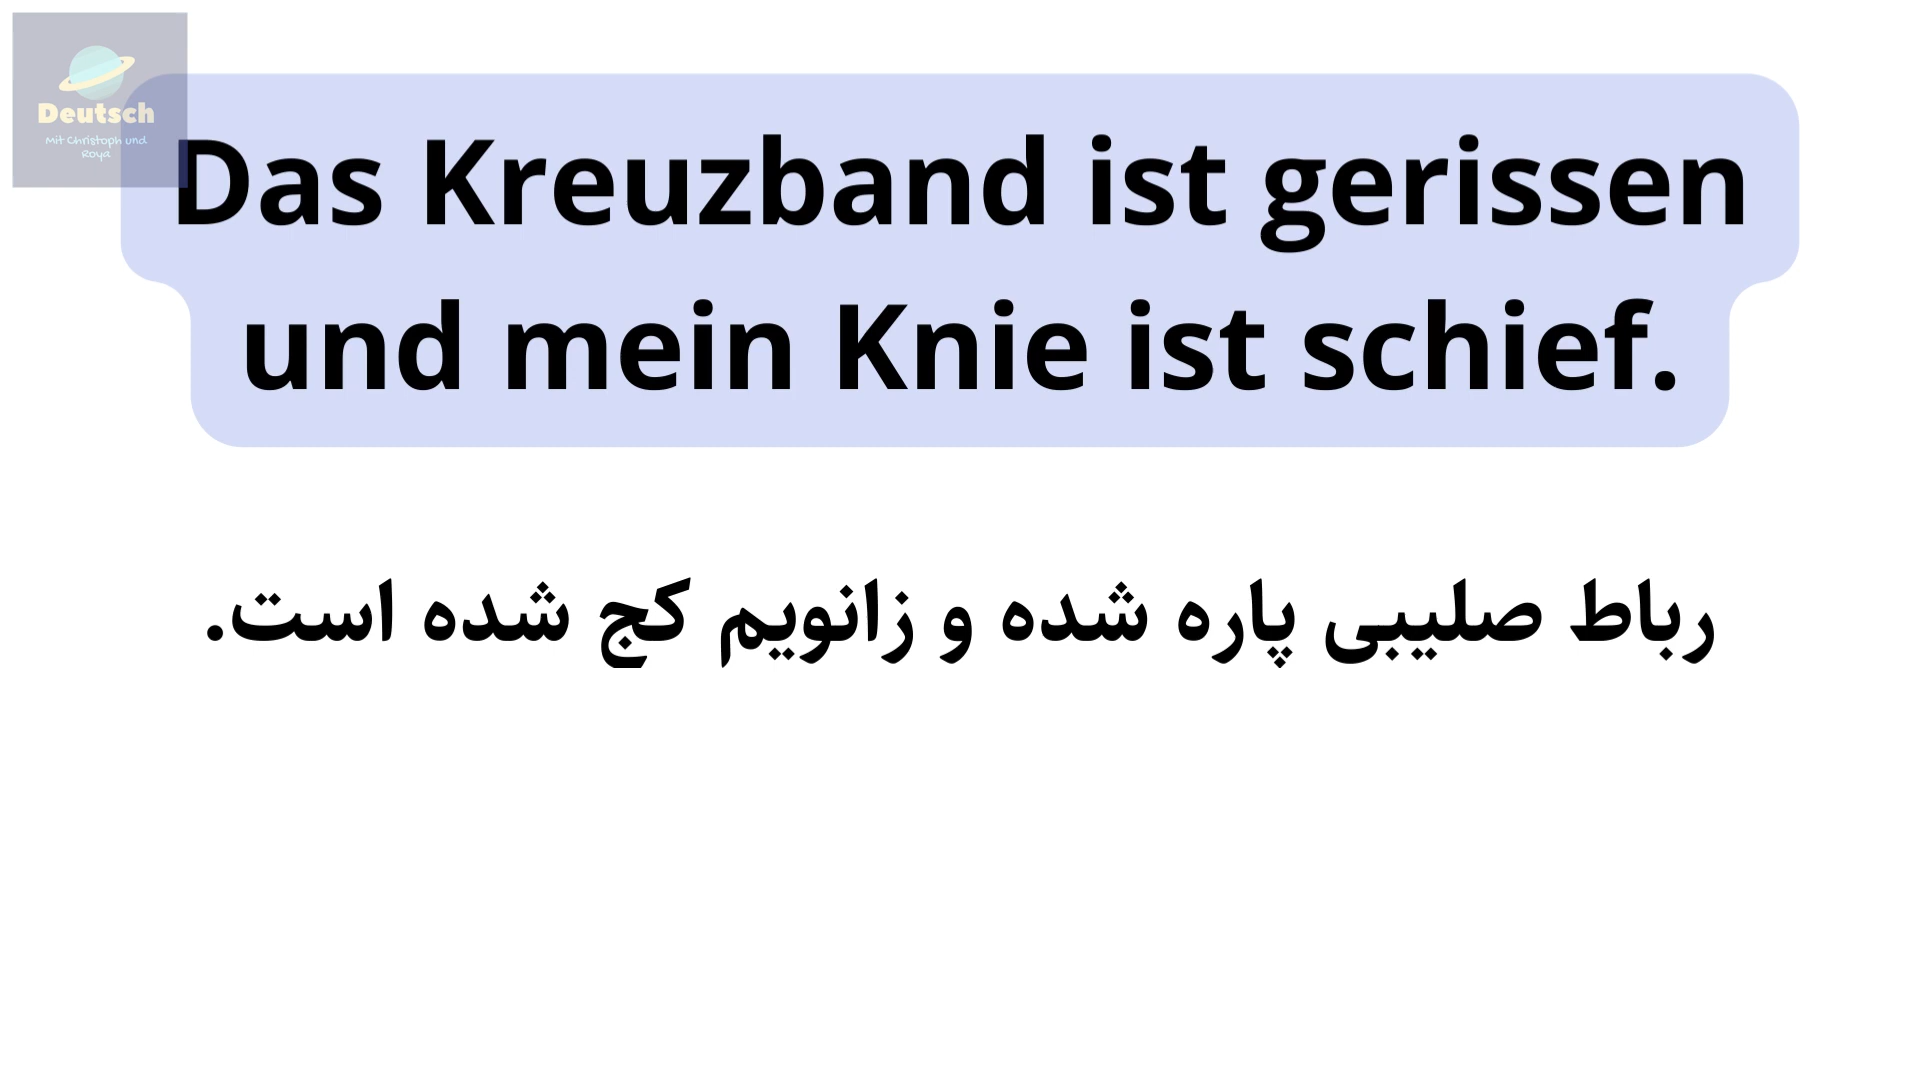 Deutsch
Mit Christoph und
Roya
Das Kreuzband ist gerissen
und mein Knie ist schief.
رباط صلیبی پاره شده و زانویم کج شده است.